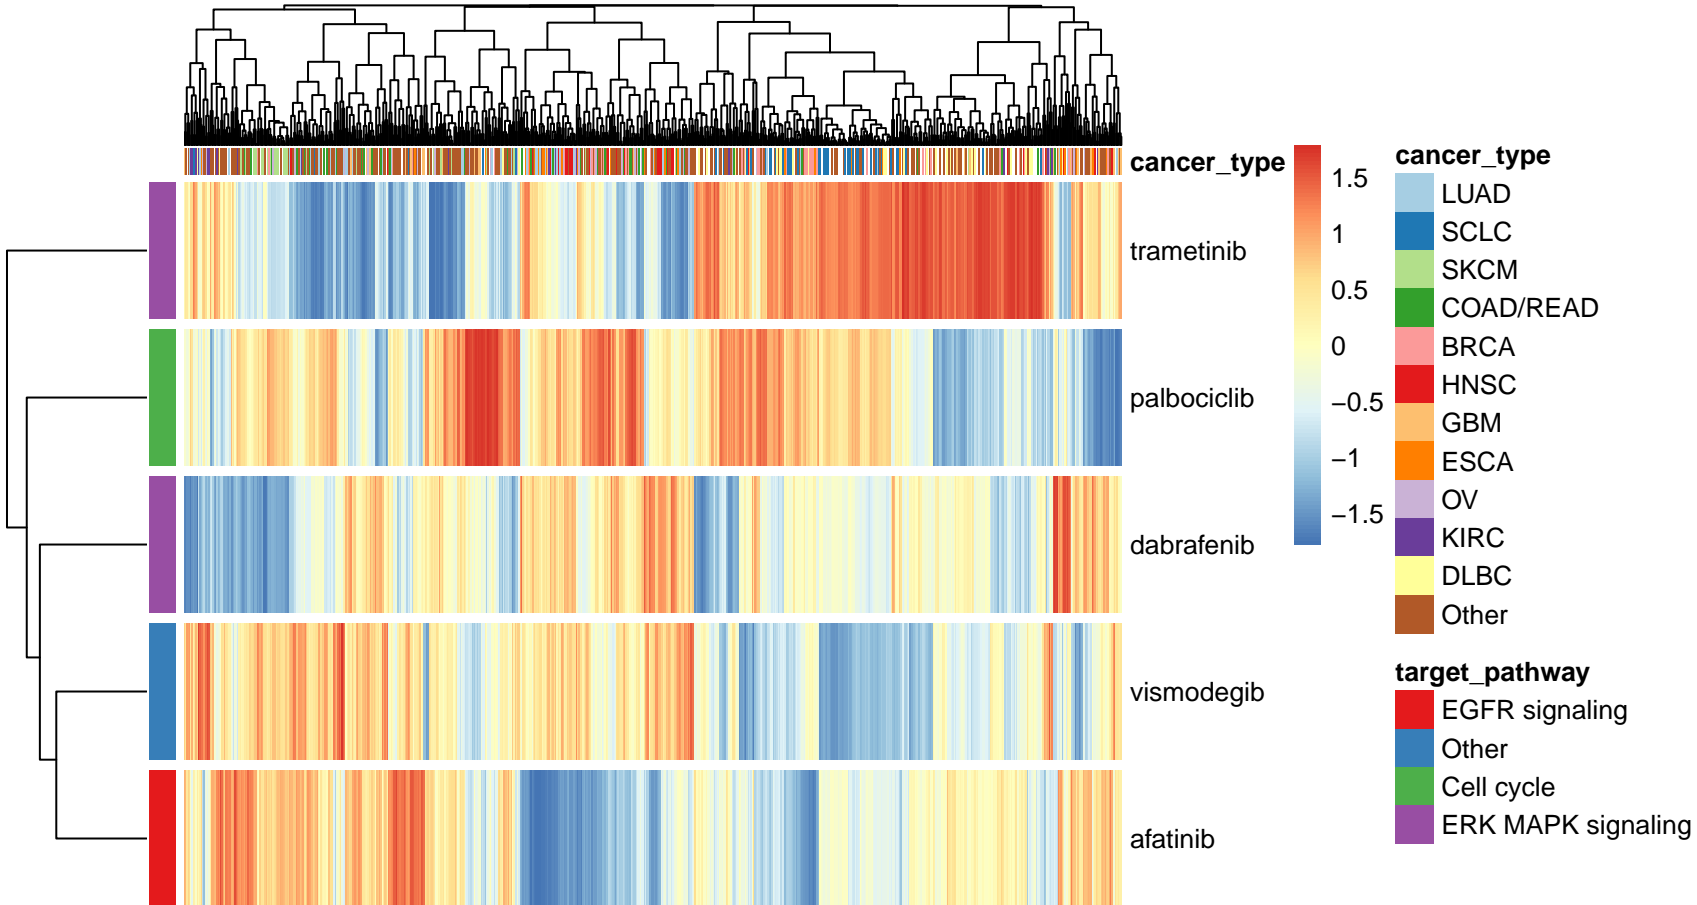 cancer_type
trametinib
palbociclib
dabrafenib
vismodegib
afatinib
1.5
1
0.5
0
−0.5
−1
−1.5
cancer_type
LUAD
SCLC
SKCM
COAD/READ
BRCA
HNSC
GBM
ESCA
OV
KIRC
DLBC
Other
target_pathway
EGFR signaling
Other
Cell cycle
ERK MAPK signaling